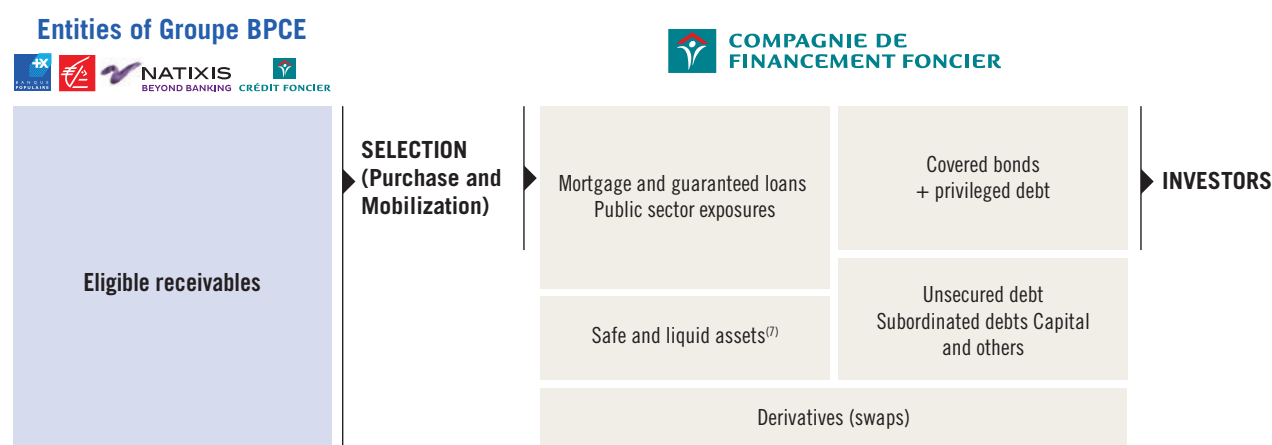 Entities of Groupe BPCE
BANQUE
POPULAIRE
NATIXIS
BEYOND BANKING
CRÉDIT FONCIER
COMPAGNIE DE
FINANCEMENT FONCIER
Eligible receivables
SELECTION
(Purchase and
Mobilization)
Mortgage and guaranteed loans
Public sector exposures
Safe and liquid assets(7)
Covered bonds
+ privileged debt
Unsecured debt
Subordinated debts Capital
and others
Derivatives (swaps)
INVESTORS